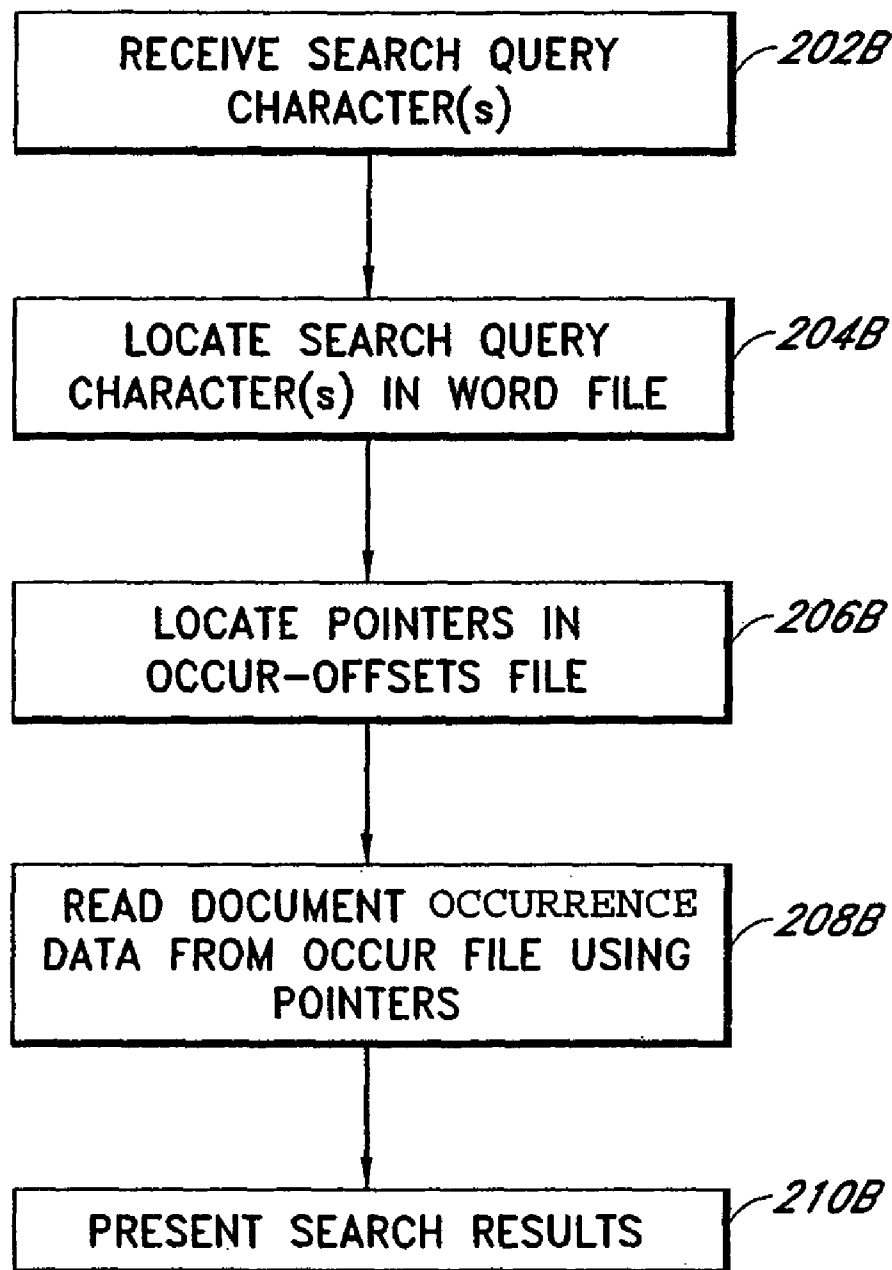 RECEIVE SEARCH QUERY
CHARACTER(s)
202B
LOCATE SEARCH QUERY
CHARACTER(s) IN WORD FILE
204B
LOCATE POINTERS IN
OCCUR-OFFSETS FILE
206B
READ DOCUMENT OCCURRENCE
DATA FROM OCCUR FILE USING
POINTERS
208B
PRESENT SEARCH RESULTS
210B